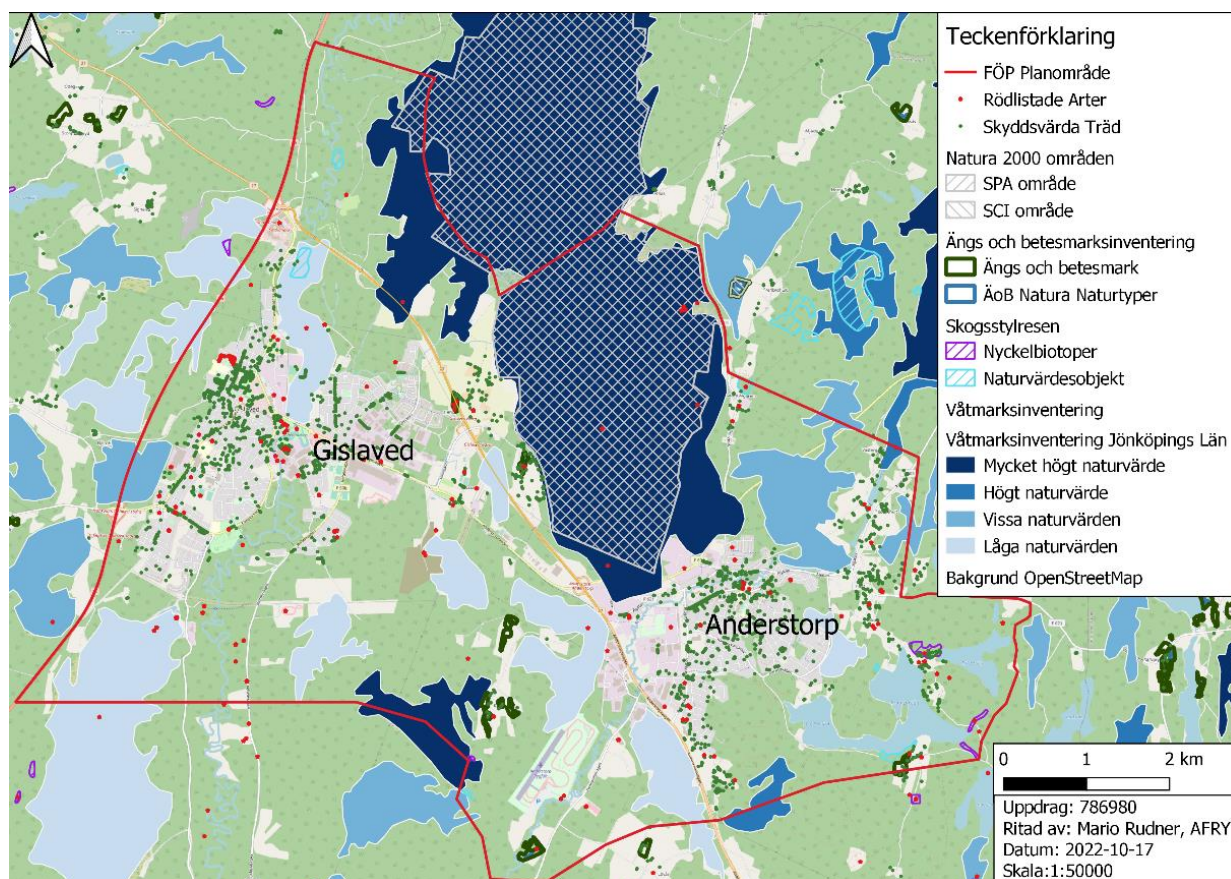 Teckenförklaring
FÖP Planområde
Rödlistade Arter
Skyddsvärda Träd
Natura 2000 områden
SPA område
SCI område
Ängs och betesmarksinventering
Ängs och betesmark
ÄoB Natura Naturtyper
Skogsstylresen
Nyckelbiotoper
Naturvärdesobjekt
Våtmarksinventering
Våtmarksinventering Jönköpings Län
Mycket högt naturvärde
Högt naturvärde
Vissa naturvärden
Låga naturvärden
Bakgrund OpenStreetMap
Gislaved
Anderstorp
0 1 2 km
Uppdrag: 786980
Ritad av: Mario Rudner, AFRY
Datum: 2022-10-17
Skala:1:50000